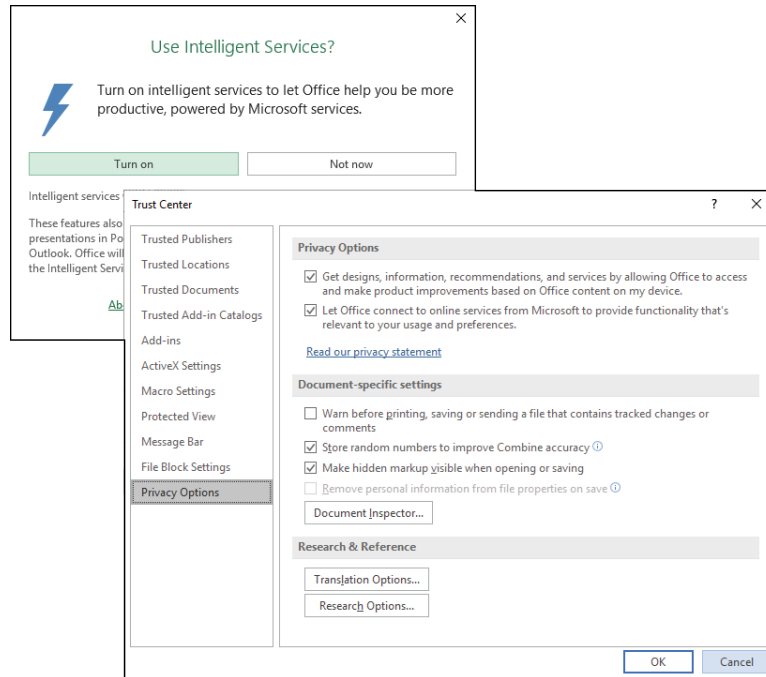 Use Intelligent Services?
Turn on intelligent services to let Office help you be more
productive, powered by Microsoft services.
Turn on
Not now
Intelligent services
These features also
presentations in Po
Outlook. Office will
the Intelligent Servi
Ab
Trust Center
?
Trusted Publishers
Trusted Locations
Trusted Documents
Trusted Add-in Catalogs
Add-ins
ActiveX Settings
Macro Settings
Protected View
Message Bar
File Block Settings
Privacy Options
Privacy Options
Get designs, information, recommendations, and services by allowing Office to access
and make product improvements based on Office content on my device.
Let Office connect to online services from Microsoft to provide functionality that's
relevant to your usage and preferences.
Read our privacy statement
Document-specific settings
Warn before printing, saving or sending a file that contains tracked changes or
comments
Store random numbers to improve Combine accuracy
Make hidden markup visible when opening or saving
Remove personal information from file properties on save
Document Inspector...
Research & Reference
Translation Options...
Research Options...
OK
Cancel